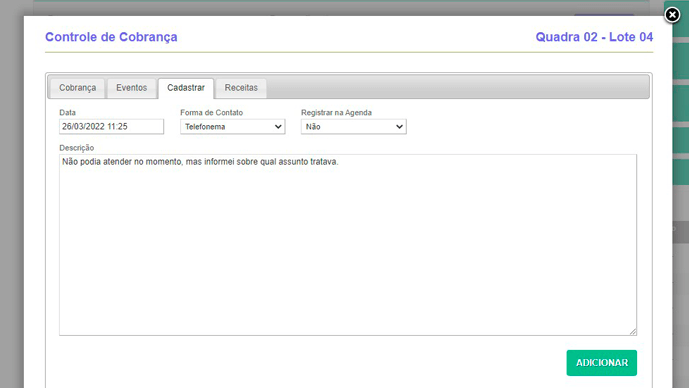 Controle de Cobrança
Quadra 02 - Lote 04
Cobrança Eventos Cadastrar Receitas
Data Forma de Contato Registrar na Agenda
26/03/2022 11:25 Telefonema Não
Descrição
Não podia atender no momento, mas informei sobre qual assunto tratava.
ADICIONAR